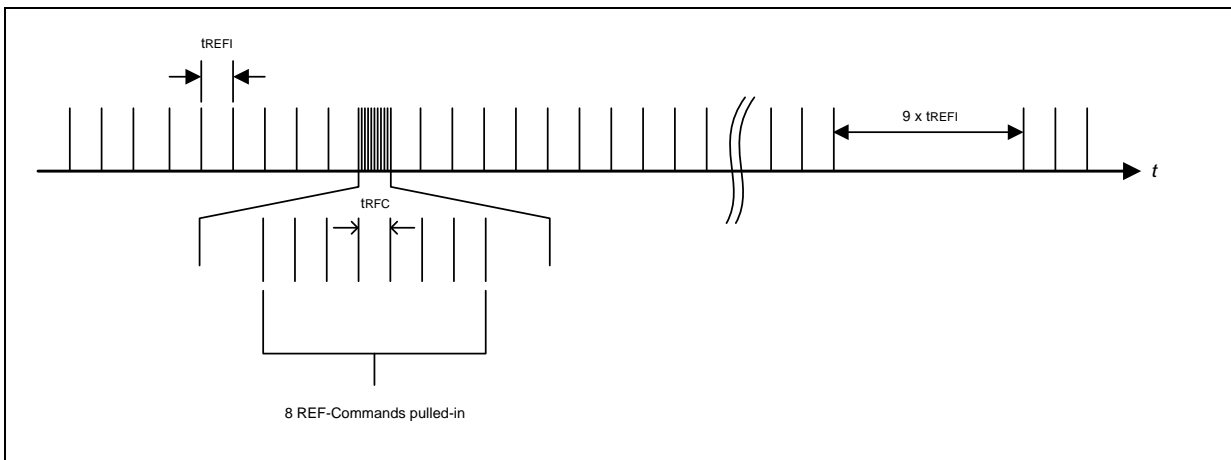 tREFI
9 x tREFI
t
tRFC
8 REF-Commands pulled-in